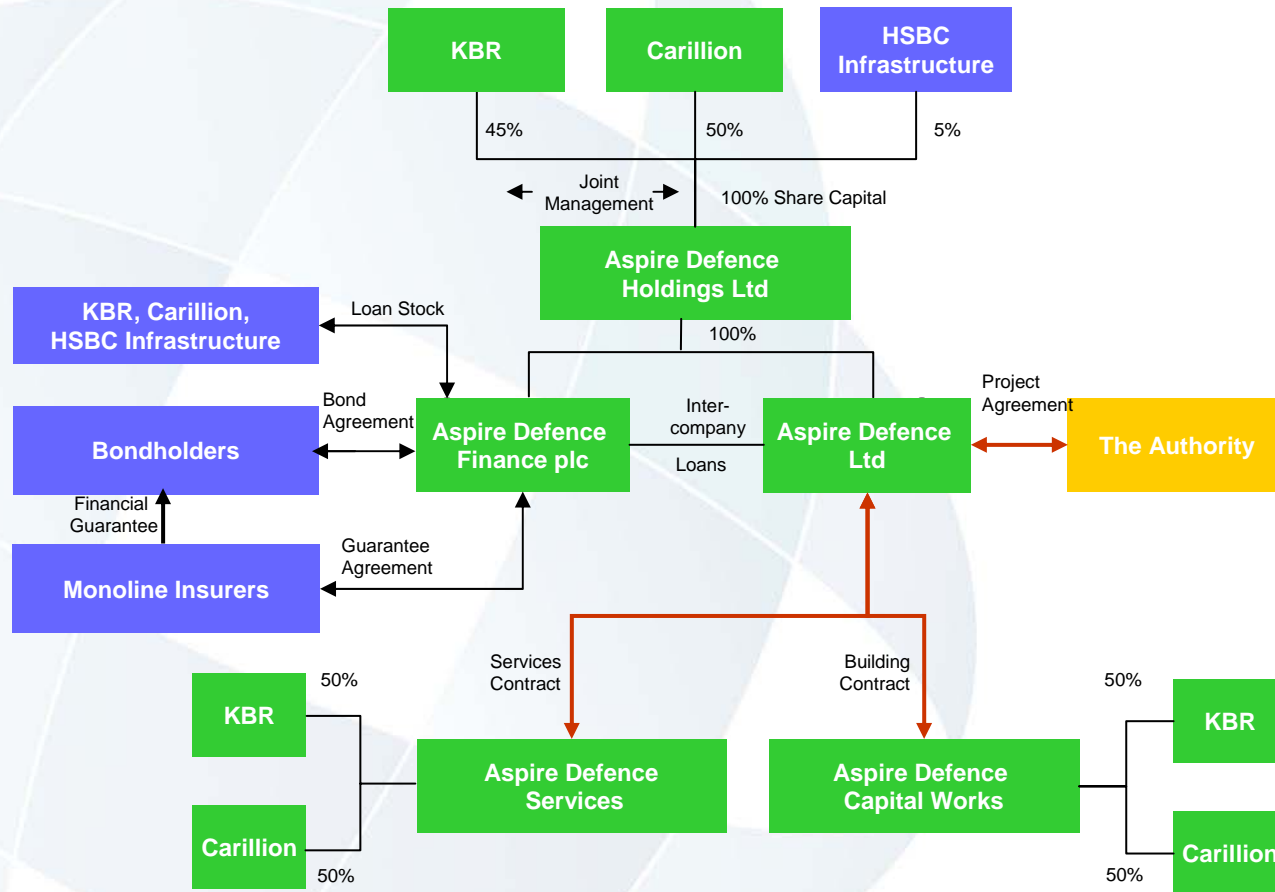 KBR
Carillion
HSBC
Infrastructure
45%
50%
5%
Joint
Management
100% Share Capital
Aspire Defence
Holdings Ltd
KBR, Carillion,
HSBC Infrastructure
Loan Stock
100%
Bond
Agreement
Inter-
company
Project
Agreement
Bondholders
Aspire Defence
Finance plc
Loans
Aspire Defence
Ltd
The Authority
Financial
Guarantee
Monoline Insurers
Guarantee
Agreement
Services
Contract
Building
Contract
50%
KBR
50%
KBR
Aspire Defence
Services
Aspire Defence
Capital Works
Carillion
50%
Carillion
50%